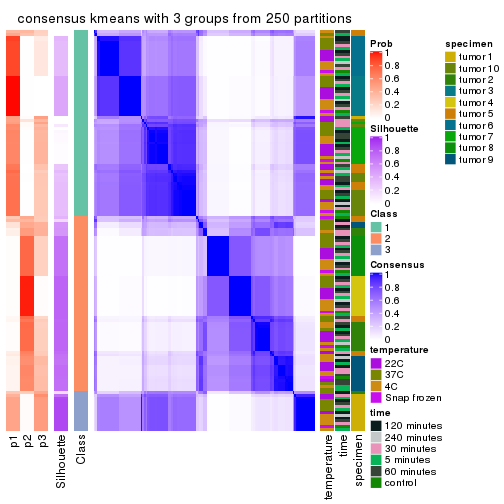 consensus kmeans with 3 groups from 250 partitions
Prob
1
0.8
0.6
0.4
0.2
0
Silhouette
1
0.8
0.6
0.4
0.2
0
Class
1
2
3
Consensus
1
0.8
0.6
0.4
0.2
0
temperature
22C
37C
4C
Snap frozen
time
120 minutes
240 minutes
30 minutes
5 minutes
60 minutes
control
specimen
tumor 1
tumor 10
tumor 2
tumor 3
tumor 4
tumor 5
tumor 6
tumor 7
tumor 8
tumor 9
p1
p2
p3
Silhouette
Class
temperature
time
specimen